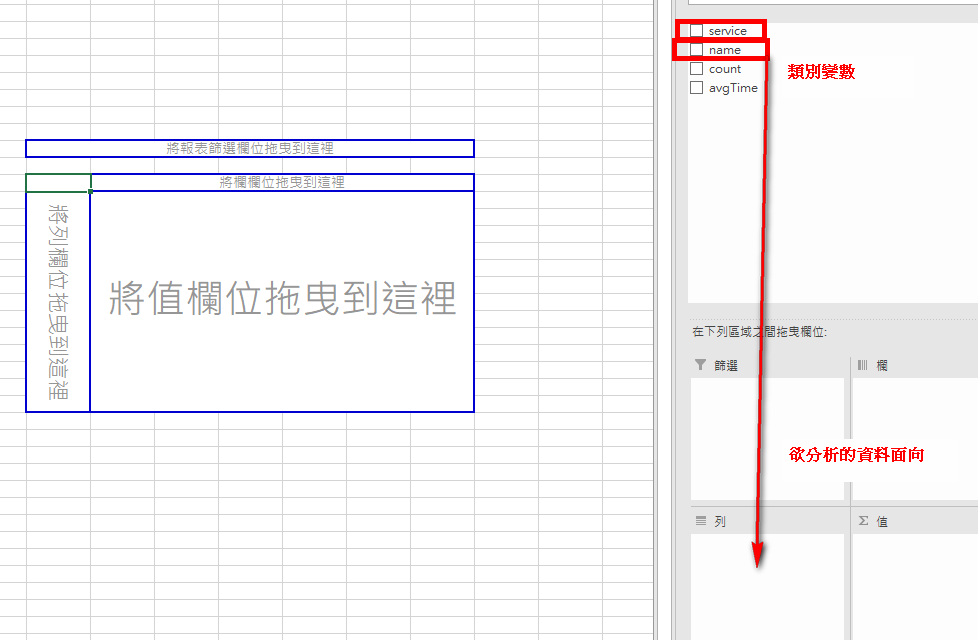 將報表篩選欄位拖曳到這裡
將欄欄位拖曳到這裡
將列欄位拖曳到這裡
將值欄位拖曳到這裡
service
name
count
avgTime
類別變數
在下列區域之間拖曳欄位:
篩選
欄
欲分析的資料面向
列
Σ 值